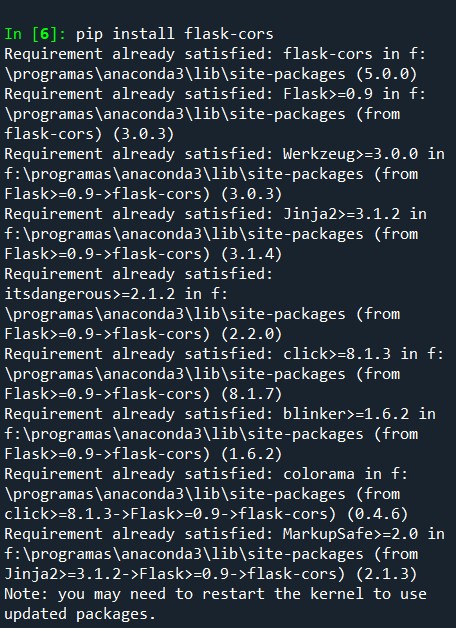 In [6]: pip install flask-cors
Requirement already satisfied: flask-cors in f:
\programas\anaconda3\lib\site-packages (5.0.0)
Requirement already satisfied: Flask>=0.9 in f:
\programas\anaconda3\lib\site-packages (from
flask-cors) (3.0.3)
Requirement already satisfied: Werkzeug>=3.0.0 in
f:\programas\anaconda3\lib\site-packages (from
Flask>=0.9->flask-cors) (3.0.3)
Requirement already satisfied: Jinja2>=3.1.2 in
f:\programas\anaconda3\lib\site-packages (from
Flask>=0.9->flask-cors) (3.1.4)
Requirement already satisfied:
itsdangerous>=2.1.2 in f:
\programas\anaconda3\lib\site-packages (from
Flask>=0.9->flask-cors) (2.2.0)
Requirement already satisfied: click>=8.1.3 in f:
\programas\anaconda3\lib\site-packages (from
Flask>=0.9->flask-cors) (8.1.7)
Requirement already satisfied: blinker>=1.6.2 in
f:\programas\anaconda3\lib\site-packages (from
Flask>=0.9->flask-cors) (1.6.2)
Requirement already satisfied: colorama in f:
\programas\anaconda3\lib\site-packages (from
click>=8.1.3->Flask>=0.9->flask-cors) (0.4.6)
Requirement already satisfied: MarkupSafe>=2.0 in
f:\programas\anaconda3\lib\site-packages (from
Jinja2>=3.1.2->Flask>=0.9->flask-cors) (2.1.3)
Note: you may need to restart the kernel to use
updated packages.